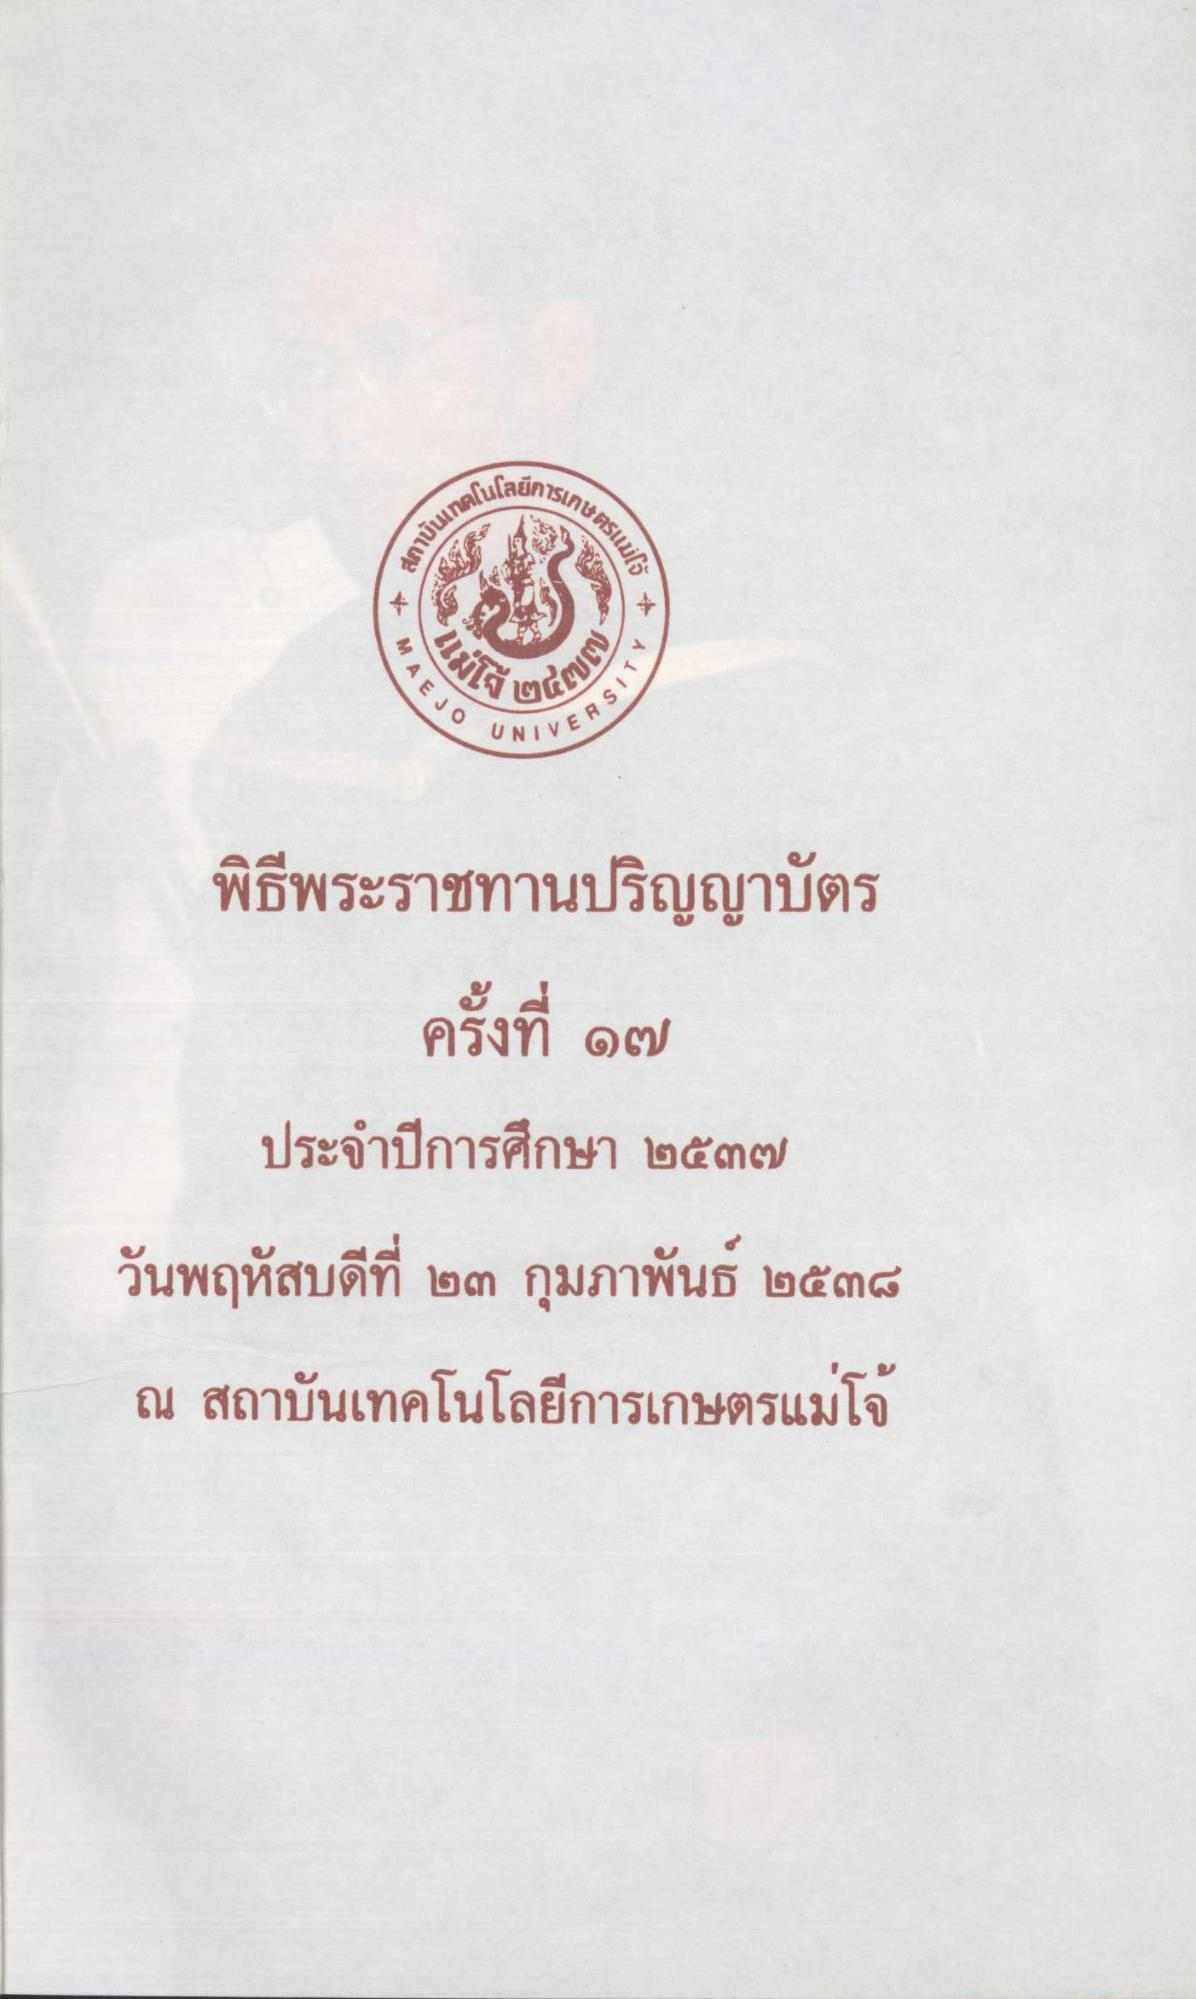 สถาบันเทคโนโลยีการเกษตรแม่โจ้
แม่โจ้ ๒๔๗๗
MAEJO UNIVERSITY
พิธีพระราชทานปริญญาบัตร
ครั้งที่ ๑๗
ประจำปีการศึกษา ๒๕๓๗
วันพฤหัสบดีที่ ๒๓ กุมภาพันธ์ ๒๕๓๘
ณ สถาบันเทคโนโลยีการเกษตรแม่โจ้